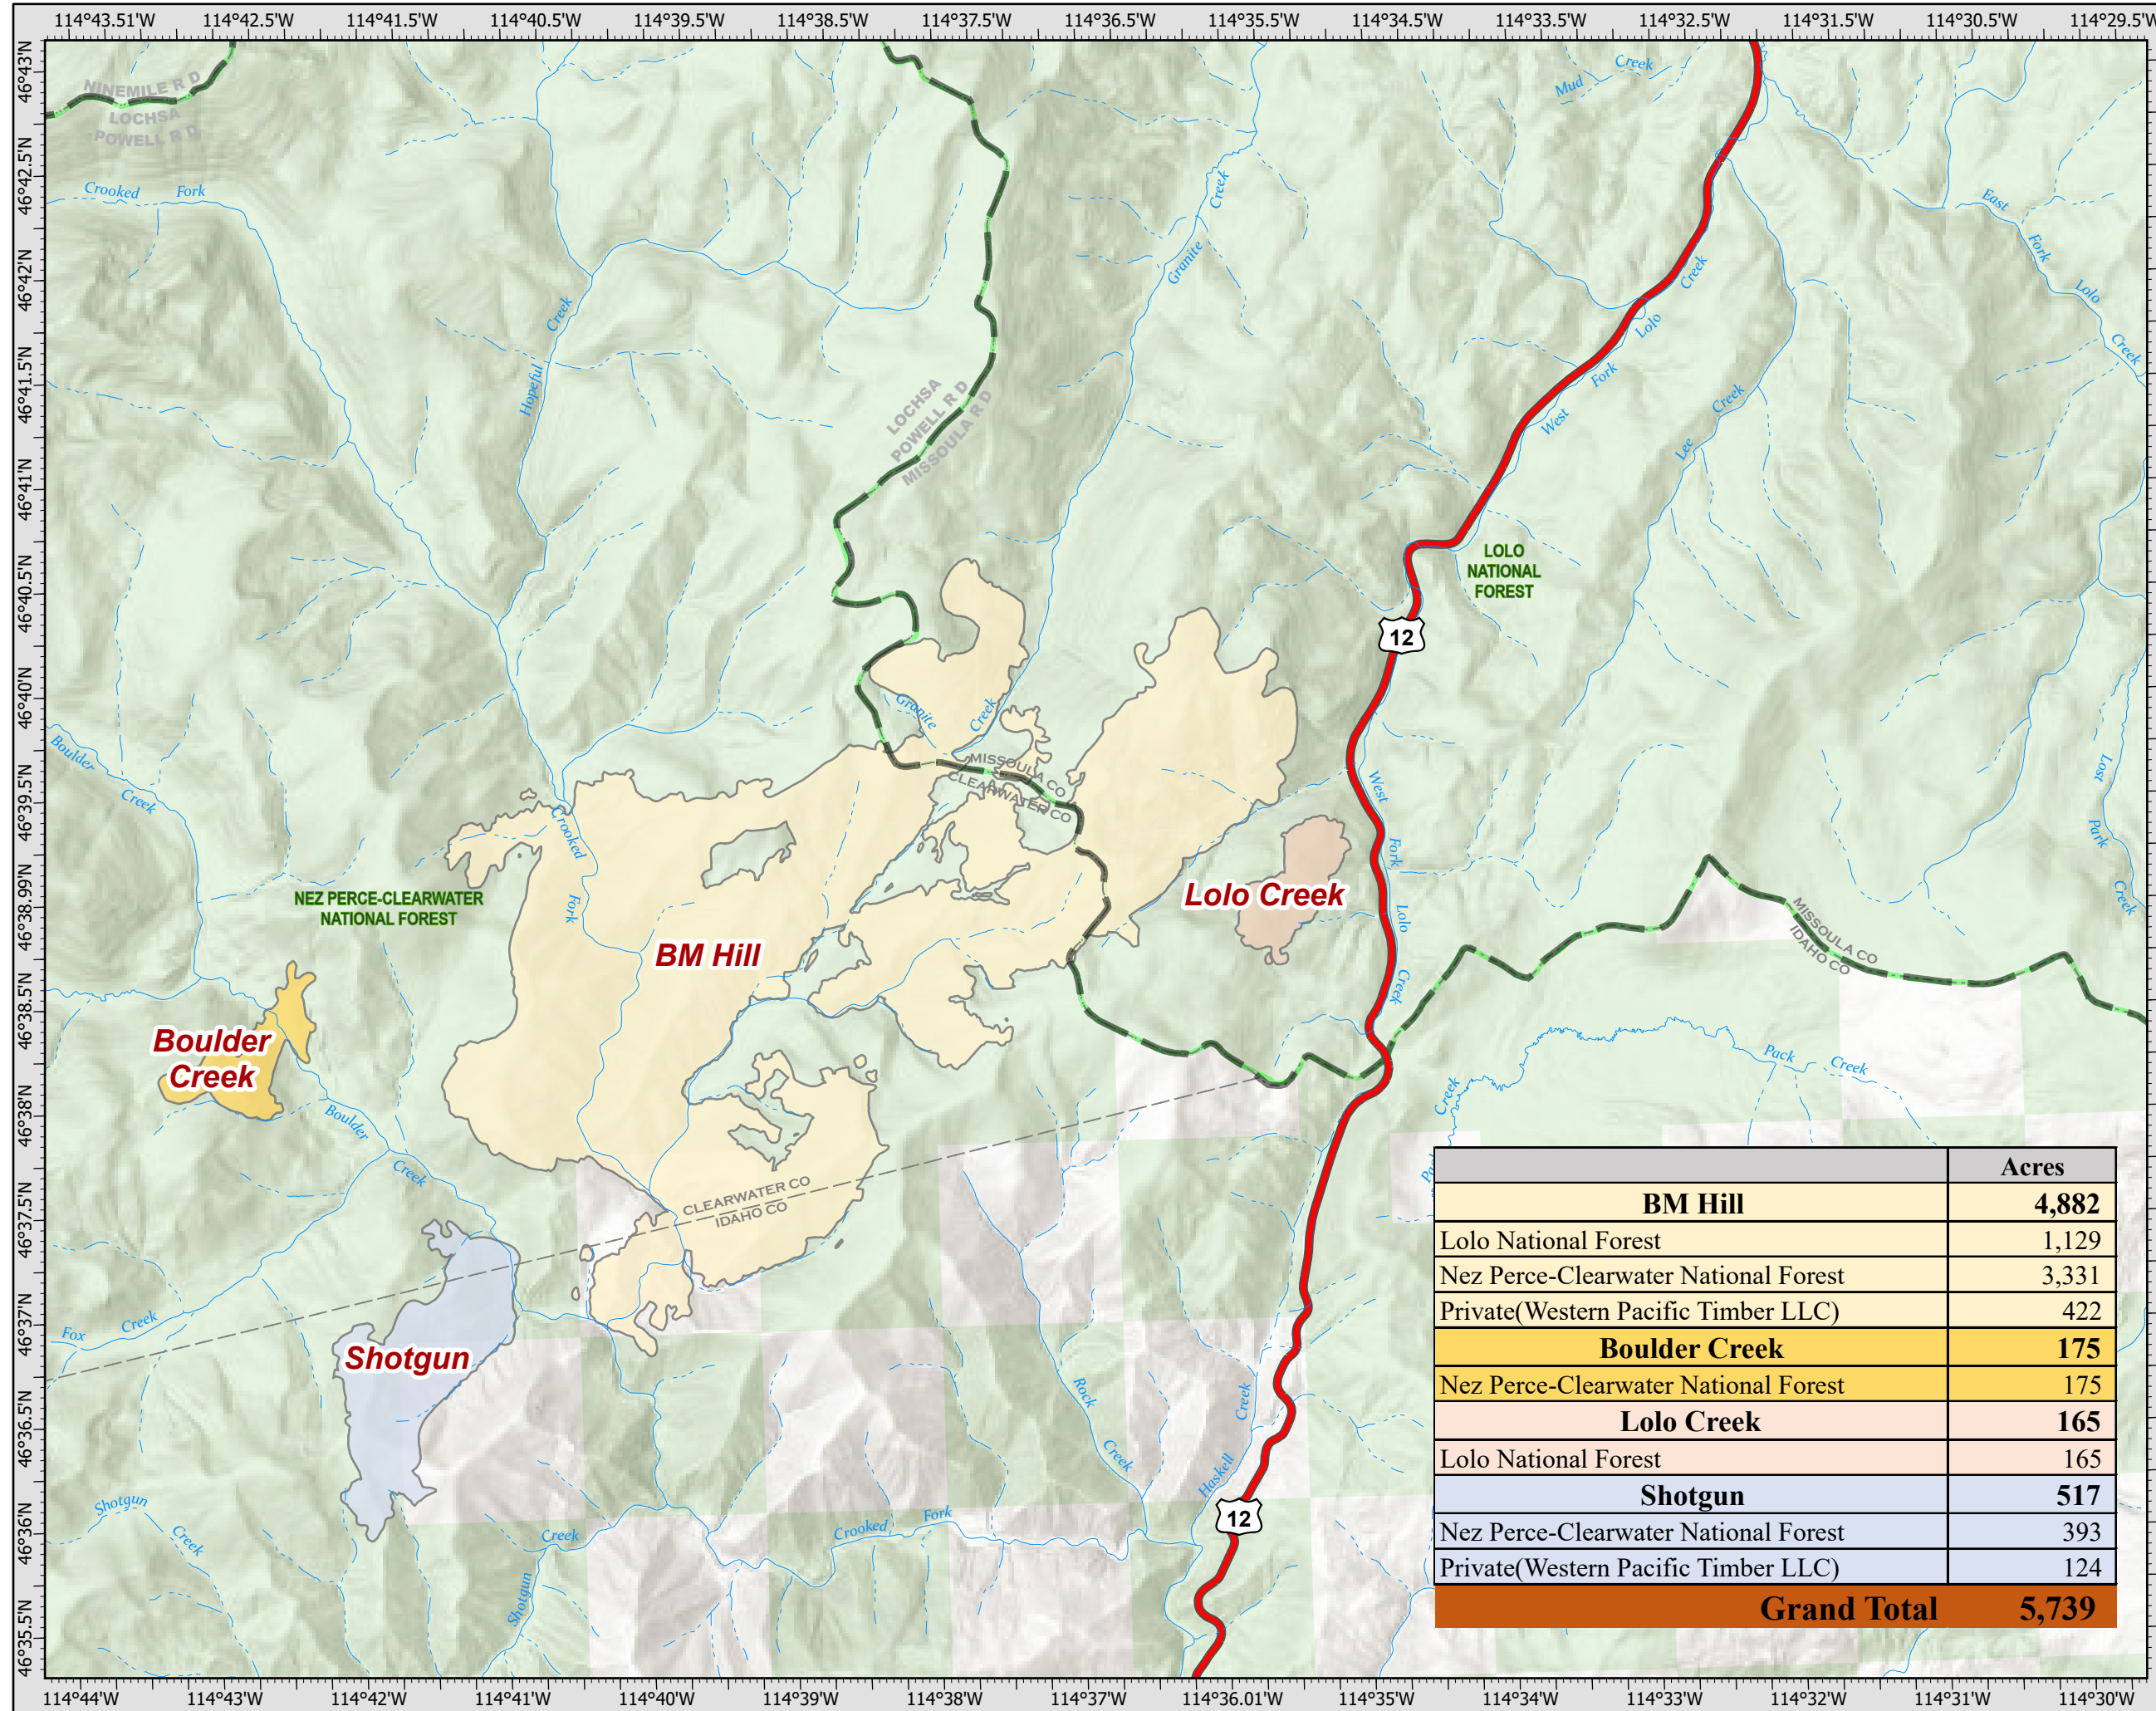 114°43.51'W 114°42.5'W 114°41.5'W 114°40.5'W 114°39.5'W 114°38.5'W 114°37.5'W 114°36.5'W 114°35.5'W 114°34.5'W 114°33.5'W 114°32.5'W 114°31.5'W 114°30.5'W 114°29.5'W
46°43'N
46°42.5'N
46°42'N
46°41.5'N
46°41'N
46°40.5'N
46°40'N
46°39.5'N
46°38.99'N
46°38.5'N
46°38'N
46°37.5'N
46°37'N
46°36.5'N
46°36'N
46°35.5'N
NINEMILE R D
LOCHSA
POWELL R D
Mud Creek
Crooked Fork
Creek
Granite
East Fork Lolo Creek
Hopeful Creek
Creek
Lolo
Fork
West
Lee Creek
LOCHSA
POWELL R D
MISSOULA R D
LOLO
NATIONAL
FOREST
12
Granite Creek
Boulder Creek
MISSOULA CO
CLEARWATER CO
West Fork Lolo Creek
Lost Park Creek
Crooked Fork
NEZ PERCE-CLEARWATER
NATIONAL FOREST
Lolo Creek
BM Hill
MISSOULA CO
IDAHO CO
Boulder
Creek
Pack Creek
Creek
Boulder Creek
CLEARWATER CO
IDAHO CO
Fox Creek
Shotgun
Rock Creek
Haskell Creek
Shotgun Creek
Shotgun Creek
Crooked Fork
12
Acres
BM Hill 4,882
Lolo National Forest 1,129
Nez Perce-Clearwater National Forest 3,331
Private(Western Pacific Timber LLC) 422
Boulder Creek 175
Nez Perce-Clearwater National Forest 175
Lolo Creek 165
Lolo National Forest 165
Shotgun 517
Nez Perce-Clearwater National Forest 393
Private(Western Pacific Timber LLC) 124
Grand Total 5,739
114°44'W 114°43'W 114°42'W 114°41'W 114°40'W 114°39'W 114°38'W 114°37'W 114°36.01'W 114°35'W 114°34'W 114°33'W 114°32'W 114°31'W 114°30'W